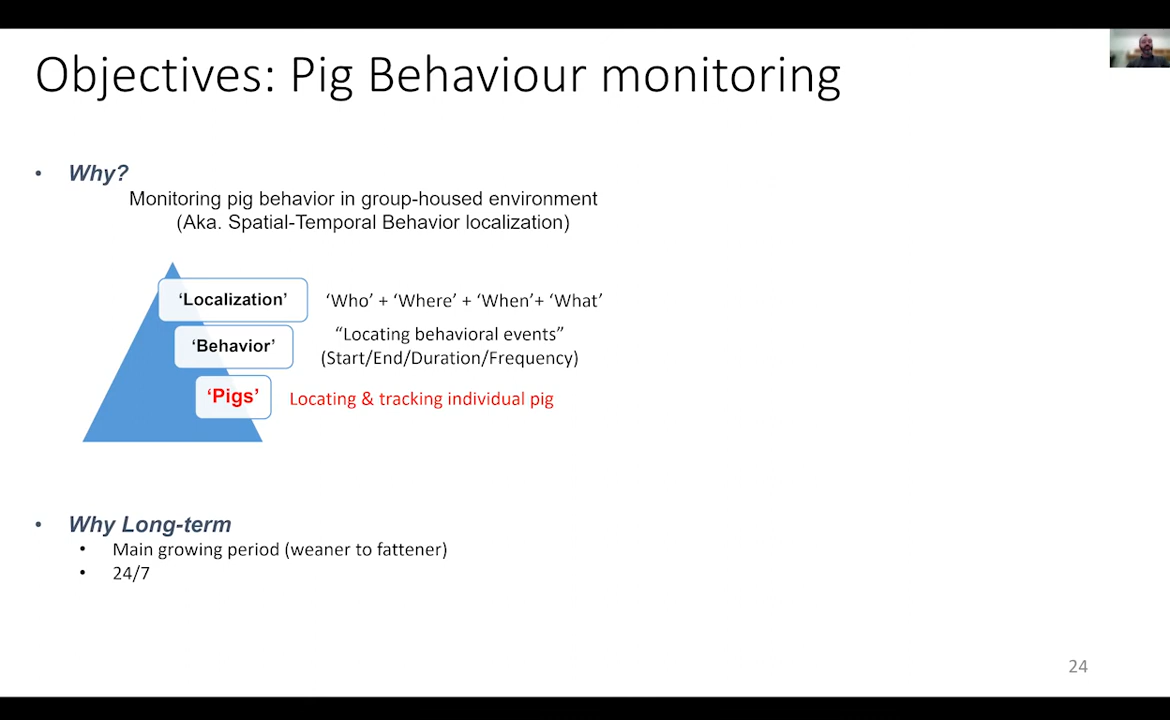 Objectives: Pig Behaviour monitoring
• Why?
Monitoring pig behavior in group-housed environment
(Aka. Spatial-Temporal Behavior localization)
‘Localization’ ‘Who’ + ‘Where’ + ‘When’+ ‘What’
‘Behavior’ “Locating behavioral events”
(Start/End/Duration/Frequency)
‘Pigs’ Locating & tracking individual pig
• Why Long-term
• Main growing period (weaner to fattener)
• 24/7
24